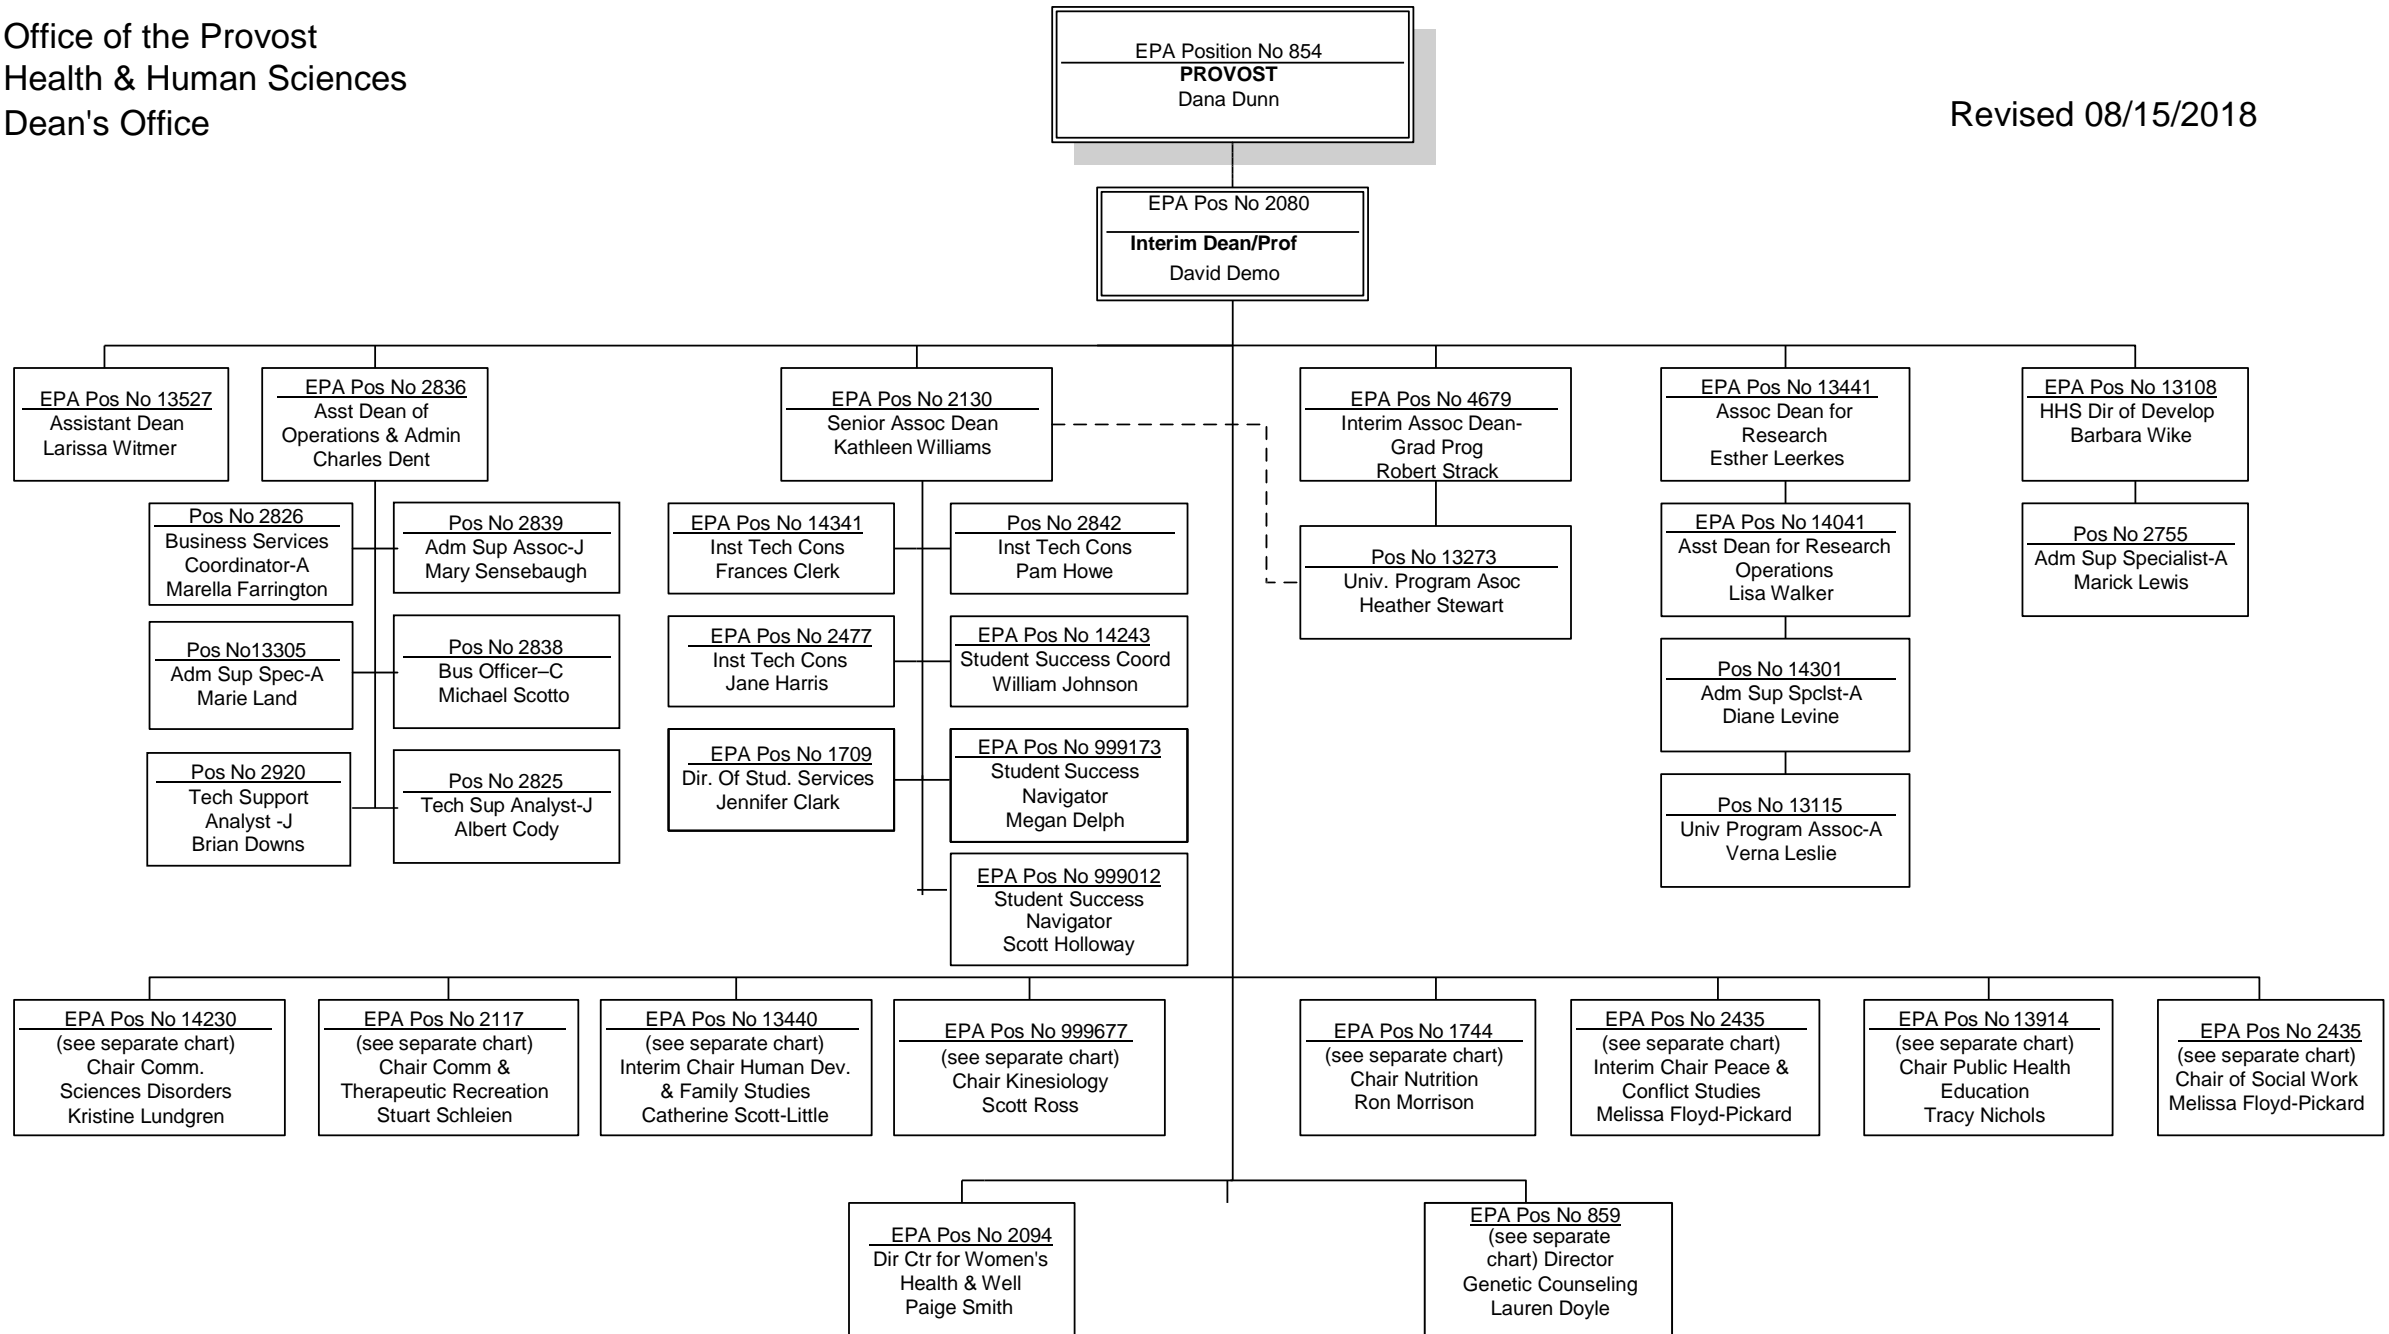 Office of the Provost
Health & Human Sciences
Dean's Office
Revised 08/15/2018
EPA Position No 854
PROVOST
Dana Dunn
EPA Pos No 2080
Interim Dean/Prof
David Demo
EPA Pos No 13527
Assistant Dean
Larissa Witmer
EPA Pos No 2836
Asst Dean of
Operations & Admin
Charles Dent
EPA Pos No 2130
Senior Assoc Dean
Kathleen Williams
EPA Pos No 4679
Interim Assoc Dean-
Grad Prog
Robert Strack
EPA Pos No 13441
Assoc Dean for
Research
Esther Leerkes
EPA Pos No 13108
HHS Dir of Develop
Barbara Wike
Pos No 2826
Business Services
Coordinator-A
Marella Farrington
Pos No 2839
Adm Sup Assoc-J
Mary Sensebaugh
EPA Pos No 14341
Inst Tech Cons
Frances Clerk
Pos No 2842
Inst Tech Cons
Pam Howe
Pos No 13273
Univ. Program Asoc
Heather Stewart
EPA Pos No 14041
Asst Dean for Research
Operations
Lisa Walker
Pos No 2755
Adm Sup Specialist-A
Marick Lewis
Pos No13305
Adm Sup Spec-A
Marie Land
Pos No 2838
Bus Officer–C
Michael Scotto
EPA Pos No 2477
Inst Tech Cons
Jane Harris
EPA Pos No 14243
Student Success Coord
William Johnson
Pos No 14301
Adm Sup Spclst-A
Diane Levine
Pos No 2920
Tech Support
Analyst -J
Brian Downs
Pos No 2825
Tech Sup Analyst-J
Albert Cody
EPA Pos No 1709
Dir. Of Stud. Services
Jennifer Clark
EPA Pos No 999173
Student Success
Navigator
Megan Delph
Pos No 13115
Univ Program Assoc-A
Verna Leslie
EPA Pos No 999012
Student Success
Navigator
Scott Holloway
EPA Pos No 14230
(see separate chart)
Chair Comm.
Sciences Disorders
Kristine Lundgren
EPA Pos No 2117
(see separate chart)
Chair Comm &
Therapeutic Recreation
Stuart Schleien
EPA Pos No 13440
(see separate chart)
Interim Chair Human Dev.
& Family Studies
Catherine Scott-Little
EPA Pos No 999677
(see separate chart)
Chair Kinesiology
Scott Ross
EPA Pos No 1744
(see separate chart)
Chair Nutrition
Ron Morrison
EPA Pos No 2435
(see separate chart)
Interim Chair Peace &
Conflict Studies
Melissa Floyd-Pickard
EPA Pos No 13914
(see separate chart)
Chair Public Health
Education
Tracy Nichols
EPA Pos No 2435
(see separate chart)
Chair of Social Work
Melissa Floyd-Pickard
EPA Pos No 2094
Dir Ctr for Women's
Health & Well
Paige Smith
EPA Pos No 859
(see separate
chart) Director
Genetic Counseling
Lauren Doyle